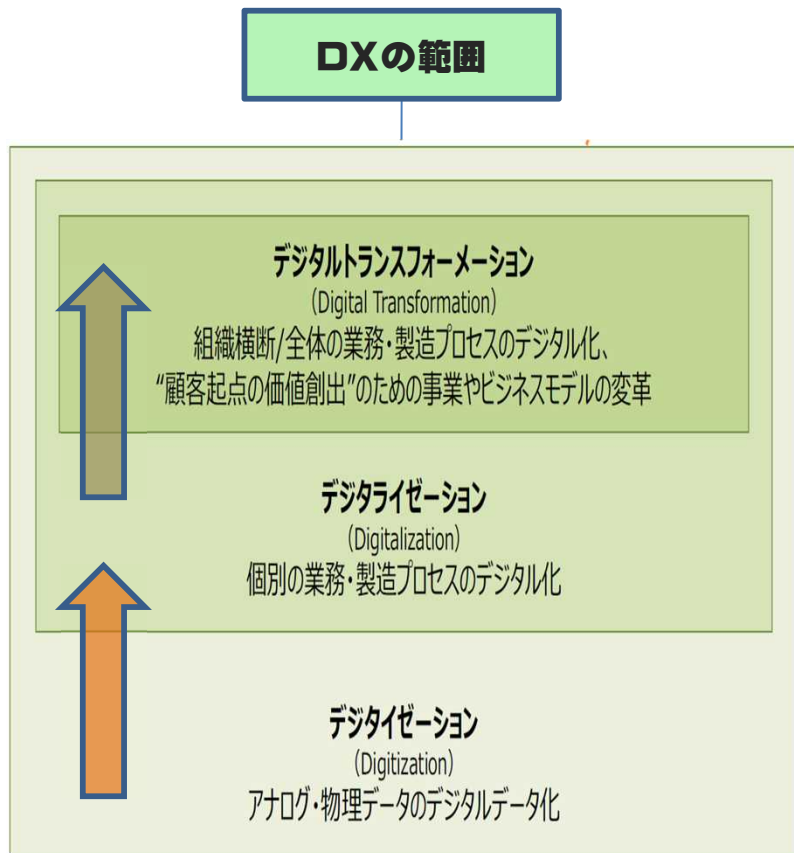 DXの範囲
デジタルトランスフォーメーション
(Digital Transformation)
組織横断/全体の業務・製造プロセスのデジタル化、
“顧客起点の価値創出”のための事業やビジネスモデルの変革
デジタライゼーション
(Digitalization)
個別の業務・製造プロセスのデジタル化
デジタイゼーション
(Digitization)
アナログ・物理データのデジタルデータ化